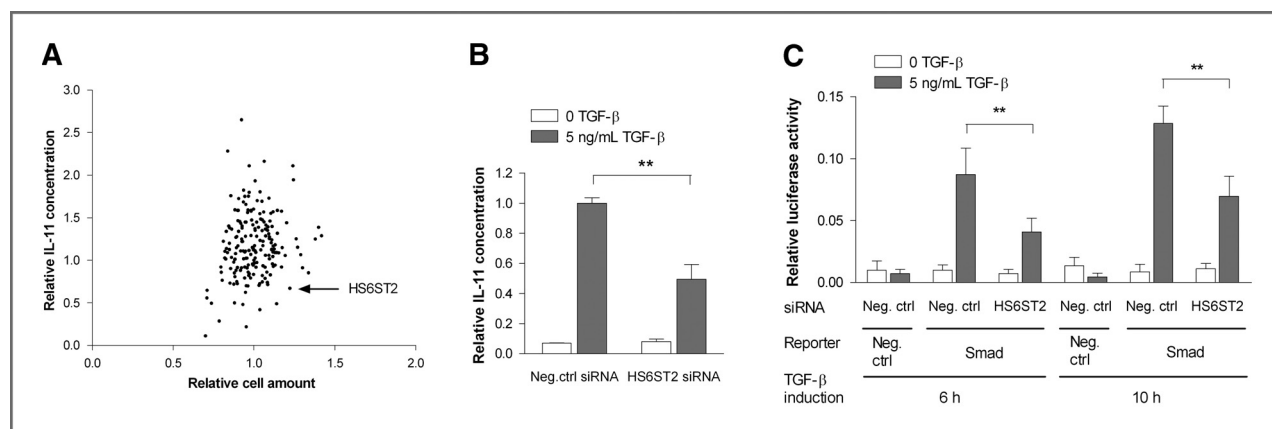 A
Relative IL-11 concentration
3.0
2.5
2.0
1.5
1.0
0.5
0.0
HS6ST2
0.0 0.5 1.0 1.5 2.0
Relative cell amount
B
0 TGF-β
5 ng/mL TGF-β
Relative IL-11 concentration
**
1.2
1.0
0.8
0.6
0.4
0.2
0.0
Neg.ctrl siRNA HS6ST2 siRNA
C
0 TGF-β
5 ng/mL TGF-β
Relative luciferase activity
**
**
0.15
0.10
0.05
0.00
siRNA Neg. ctrl Neg. ctrl HS6ST2 Neg. ctrl Neg. ctrl HS6ST2
Reporter Neg. ctrl Smad Neg. ctrl Smad
TGF-β
induction 6 h 10 h